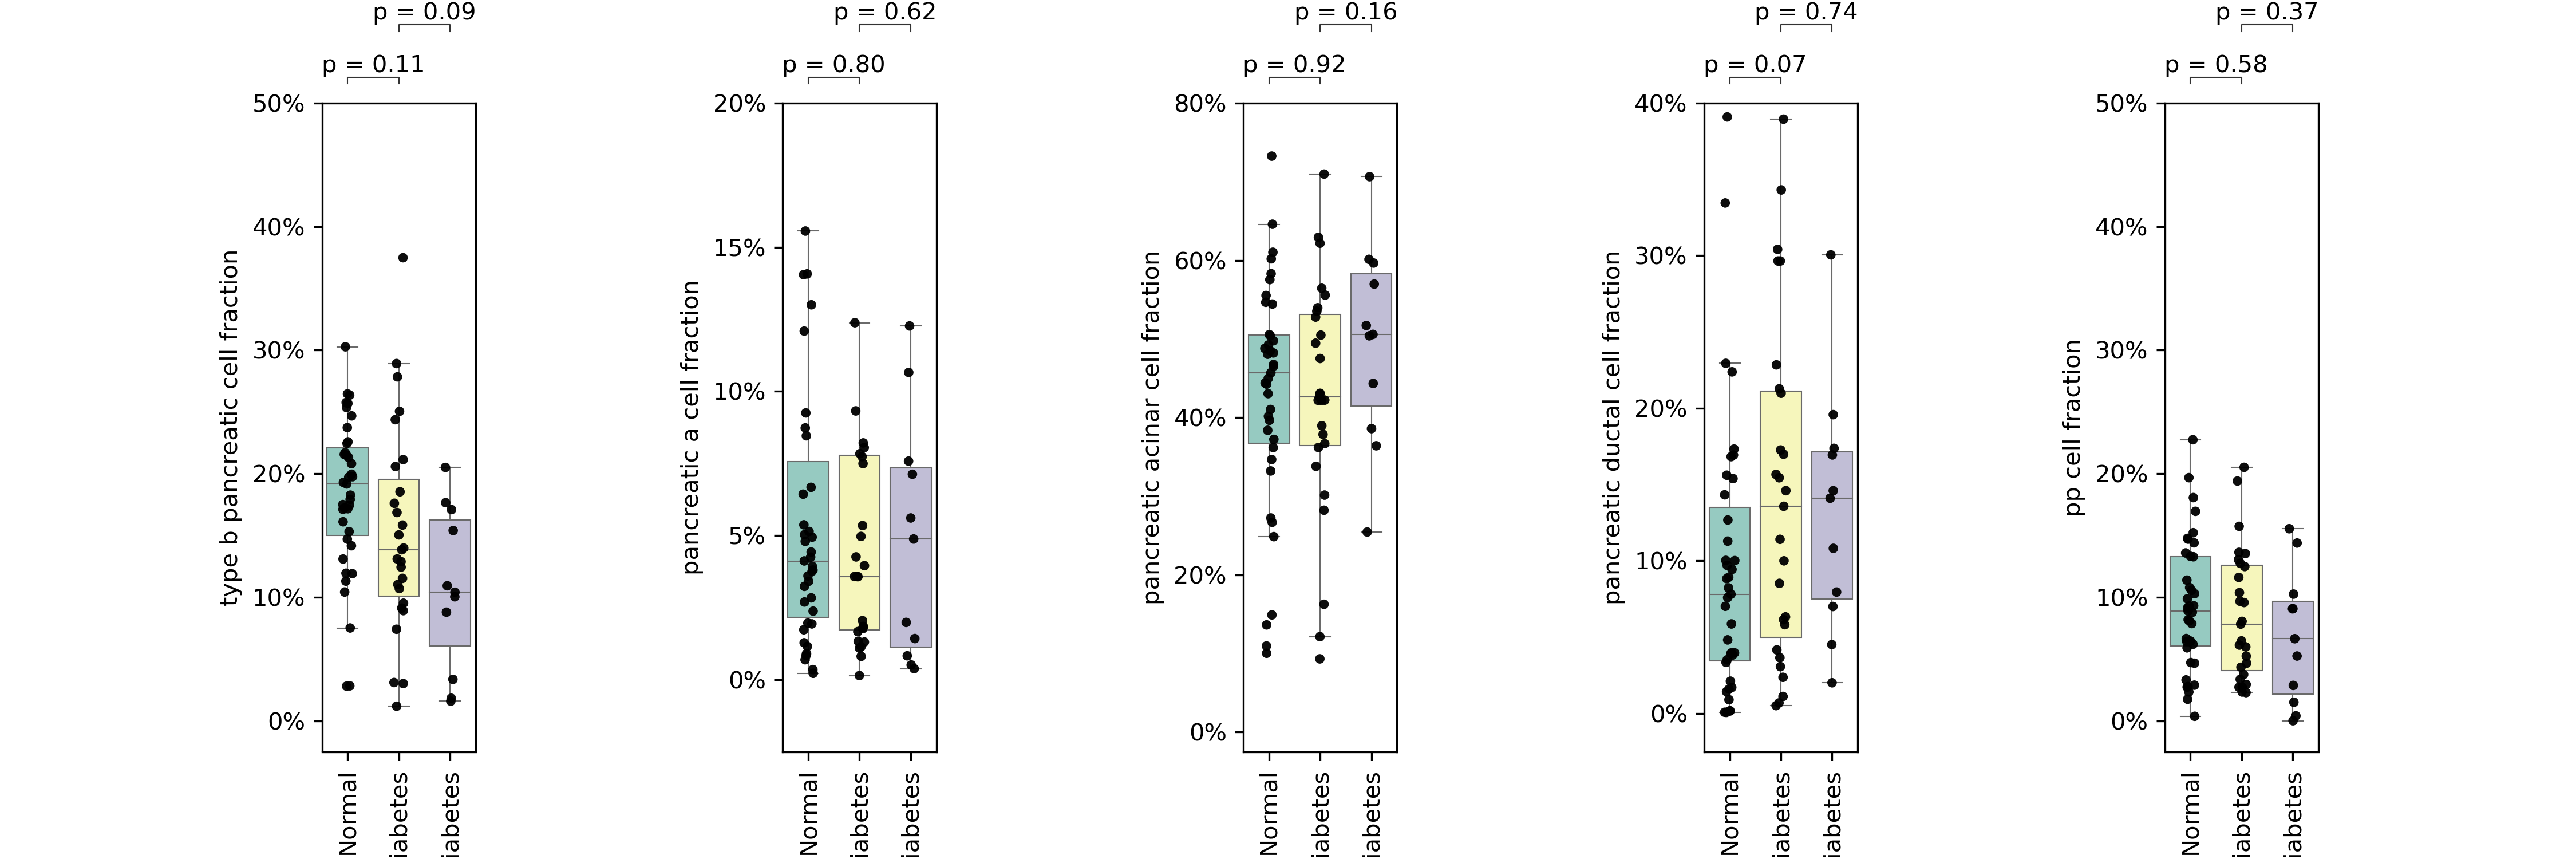 p = 0.09
p = 0.11
50%
40%
30%
20%
10%
0%
type b pancreatic cell fraction
Normal
iabetes
iabetes
p = 0.62
p = 0.80
20%
15%
10%
5%
0%
pancreatic a cell fraction
Normal
iabetes
iabetes
p = 0.16
p = 0.92
80%
60%
40%
20%
0%
pancreatic acinar cell fraction
Normal
iabetes
iabetes
p = 0.74
p = 0.07
40%
30%
20%
10%
0%
pancreatic ductal cell fraction
Normal
iabetes
iabetes
p = 0.37
p = 0.58
50%
40%
30%
20%
10%
0%
pp cell fraction
Normal
iabetes
iabetes